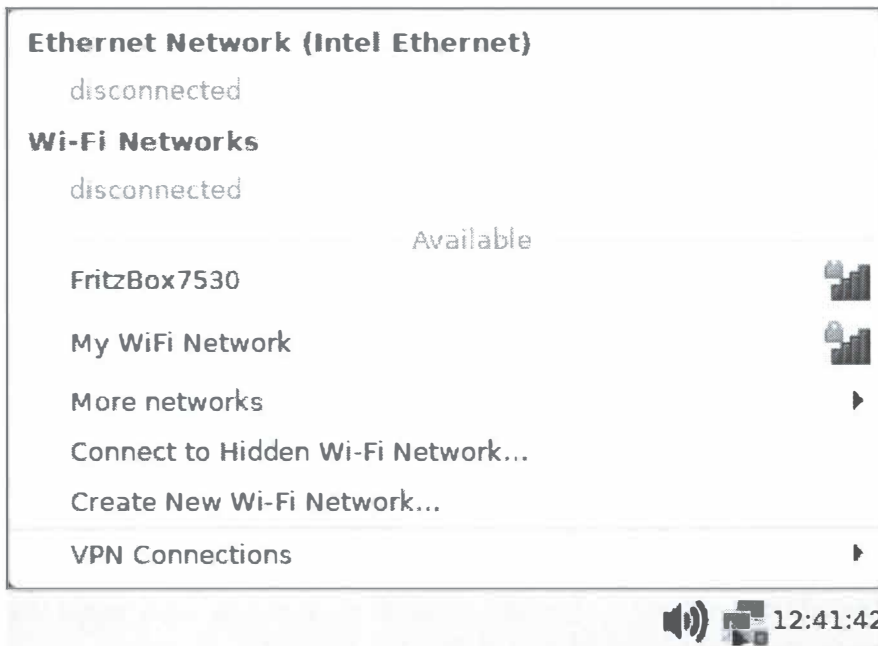 Ethernet Network (Intel Ethernet)
disconnected
Wi-Fi Networks
disconnected
Available
FritzBox7530
My WiFi Network
More networks
Connect to Hidden Wi-Fi Network...
Create New Wi-Fi Network...
VPN Connections
12:41:42